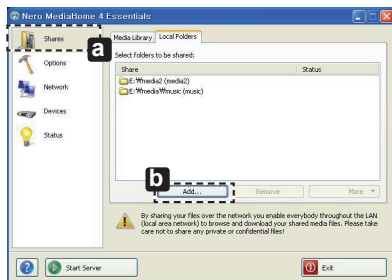 Nero MediaHome 4 Essentials
Shares
a
Options
Network
Devices
Status
Media Library
Local Folders
Select folders to be shared:
Share Status
E:₩media2 (media2)
E:₩media₩music (music)
b
Add... Remove More
By sharing your files over the network you enable everybody throughout the LAN
(local area network) to browse and download your shared media files. Please take
care not to share any private or confidential files!
? Start Server Exit